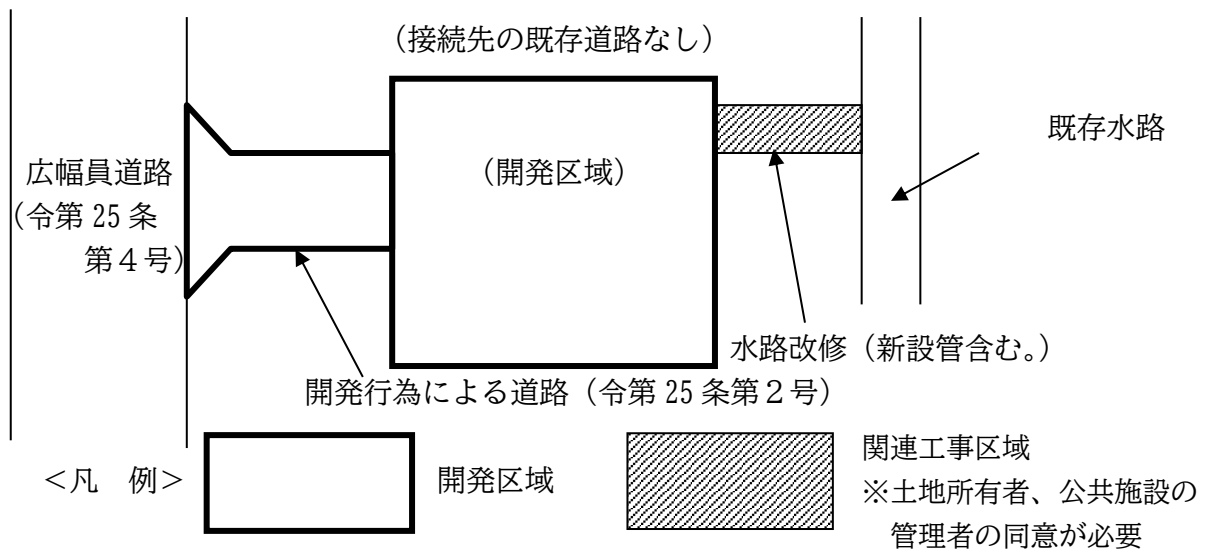 （接続先の既存道路なし）
既存水路
広幅員道路
（令第 25 条
第４号）
（開発区域）
水路改修（新設管含む。）
開発行為による道路（令第 25 条第２号）
＜凡　例＞
開発区域
関連工事区域
※土地所有者、公共施設の
管理者の同意が必要